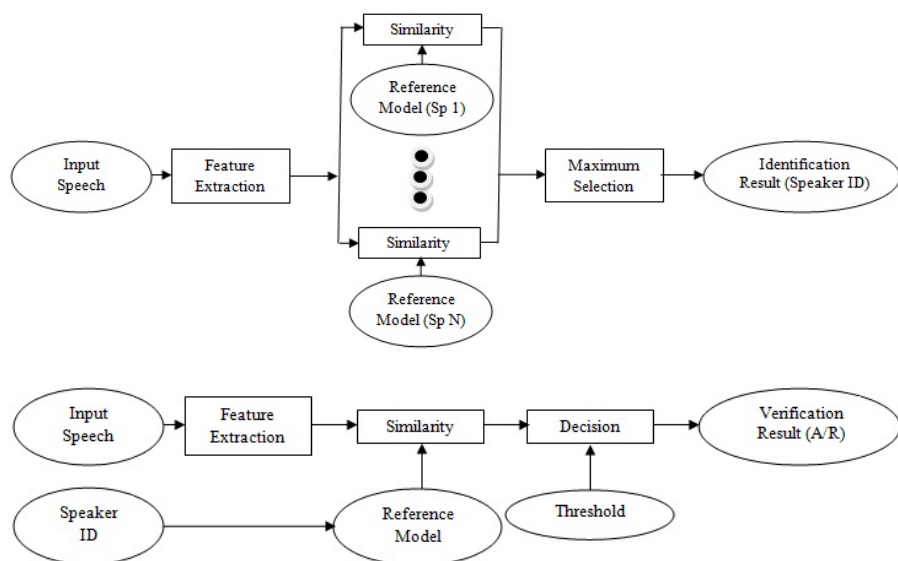 Similarity
Reference
Model (Sp 1)
Input
Speech
Feature
Extraction
Maximum
Selection
Identification
Result (Speaker ID)
Similarity
Reference
Model (Sp N)
Input
Speech
Feature
Extraction
Similarity
Decision
Verification
Result (A/R)
Speaker
ID
Reference
Model
Threshold